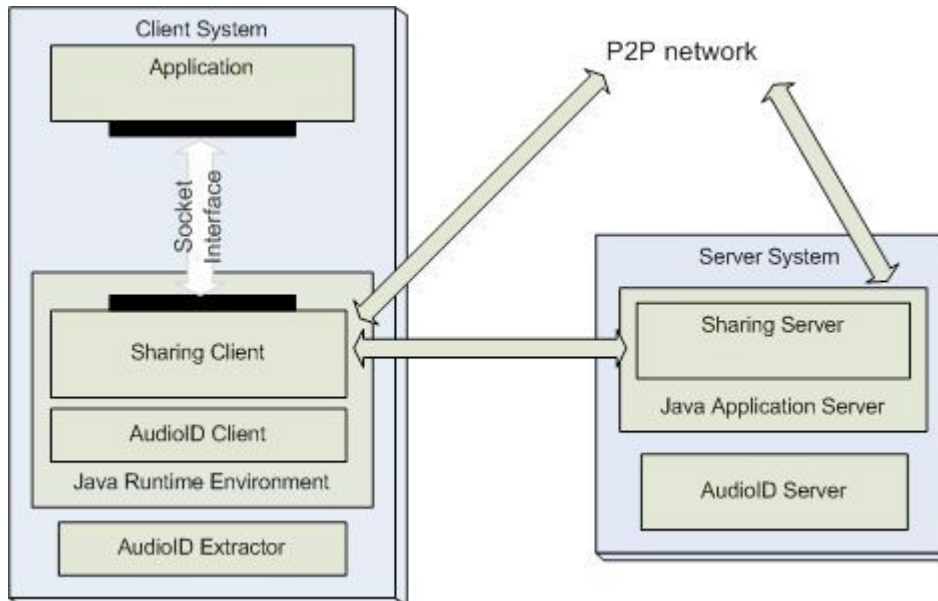 Client System
Application
P2P network
Socket
Interface
Server System
Sharing Server
Sharing Client
Java Application Server
AudioID Client
Java Runtime Environment
AudioID Server
AudioID Extractor